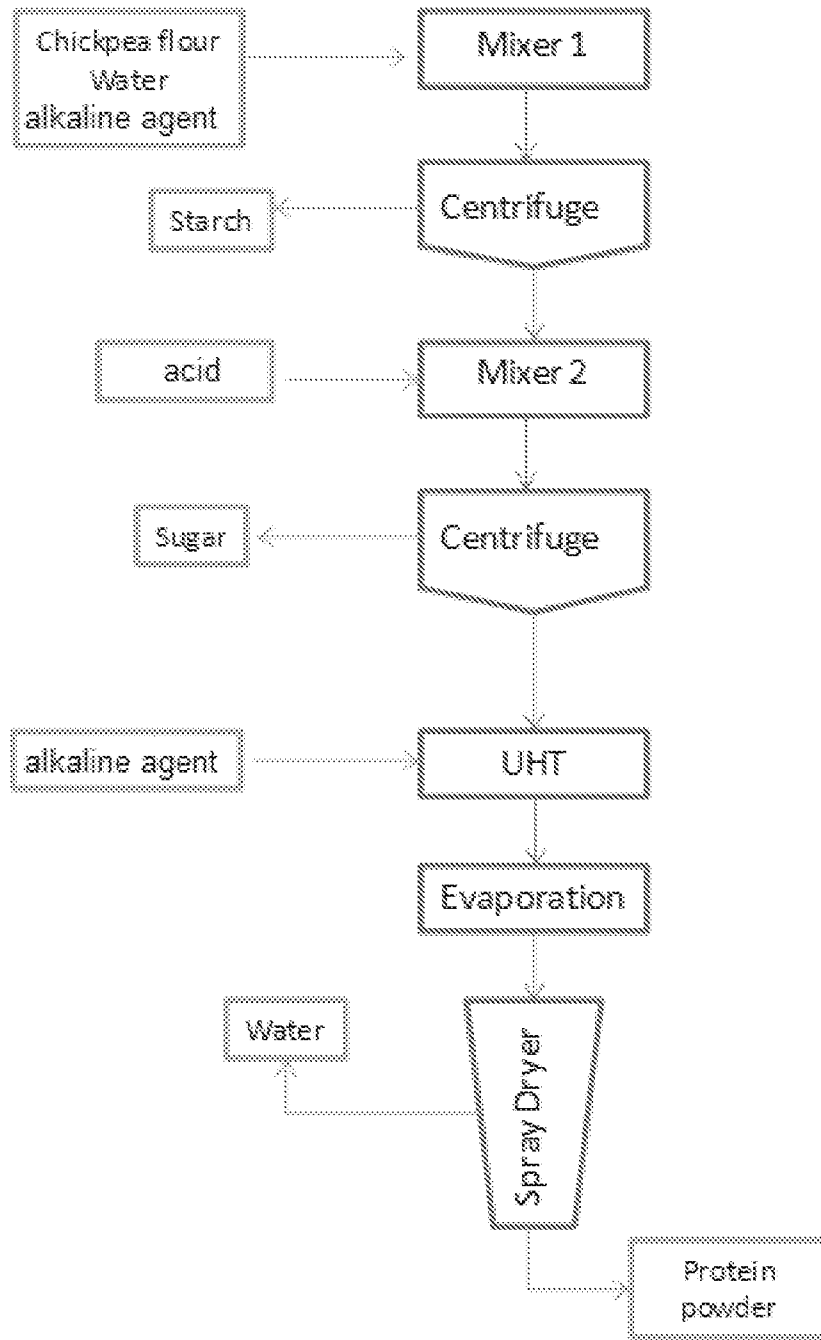 Chickpea flour
Water
alkaline agent
Mixer 1
Starch
Centrifuge
acid
Mixer 2
Sugar
Centrifuge
alkaline agent
UHT
Evaporation
Water
Spray Dryer
Protein
powder